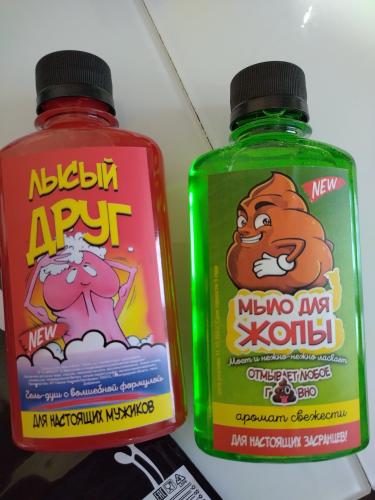 ЛЫСЫЙ
ДРУГ
NEW
Гель-душ с волшебной формулой
ДЛЯ НАСТОЯЩИХ МУЖИКОВ
NEW
МЫЛО ДЛЯ
ЖОПЫ
Моет и нежно-нежно ласкает
ОТМЫВАЕТ ЛЮБОЕ
Г ВНО
аромат свежести
ДЛЯ НАСТОЯЩИХ ЗАСРАНЦЕВ!